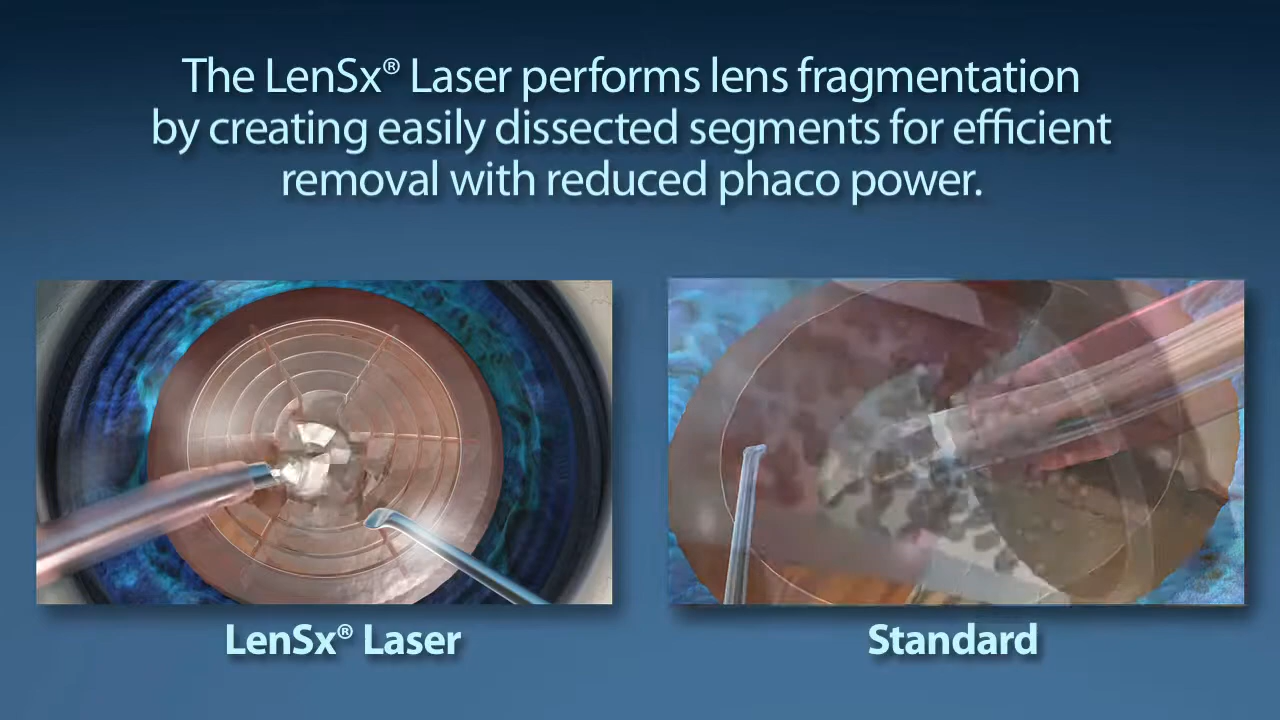 The LenSx® Laser performs lens fragmentation
by creating easily dissected segments for efficient
removal with reduced phaco power.
LenSx® Laser
Standard